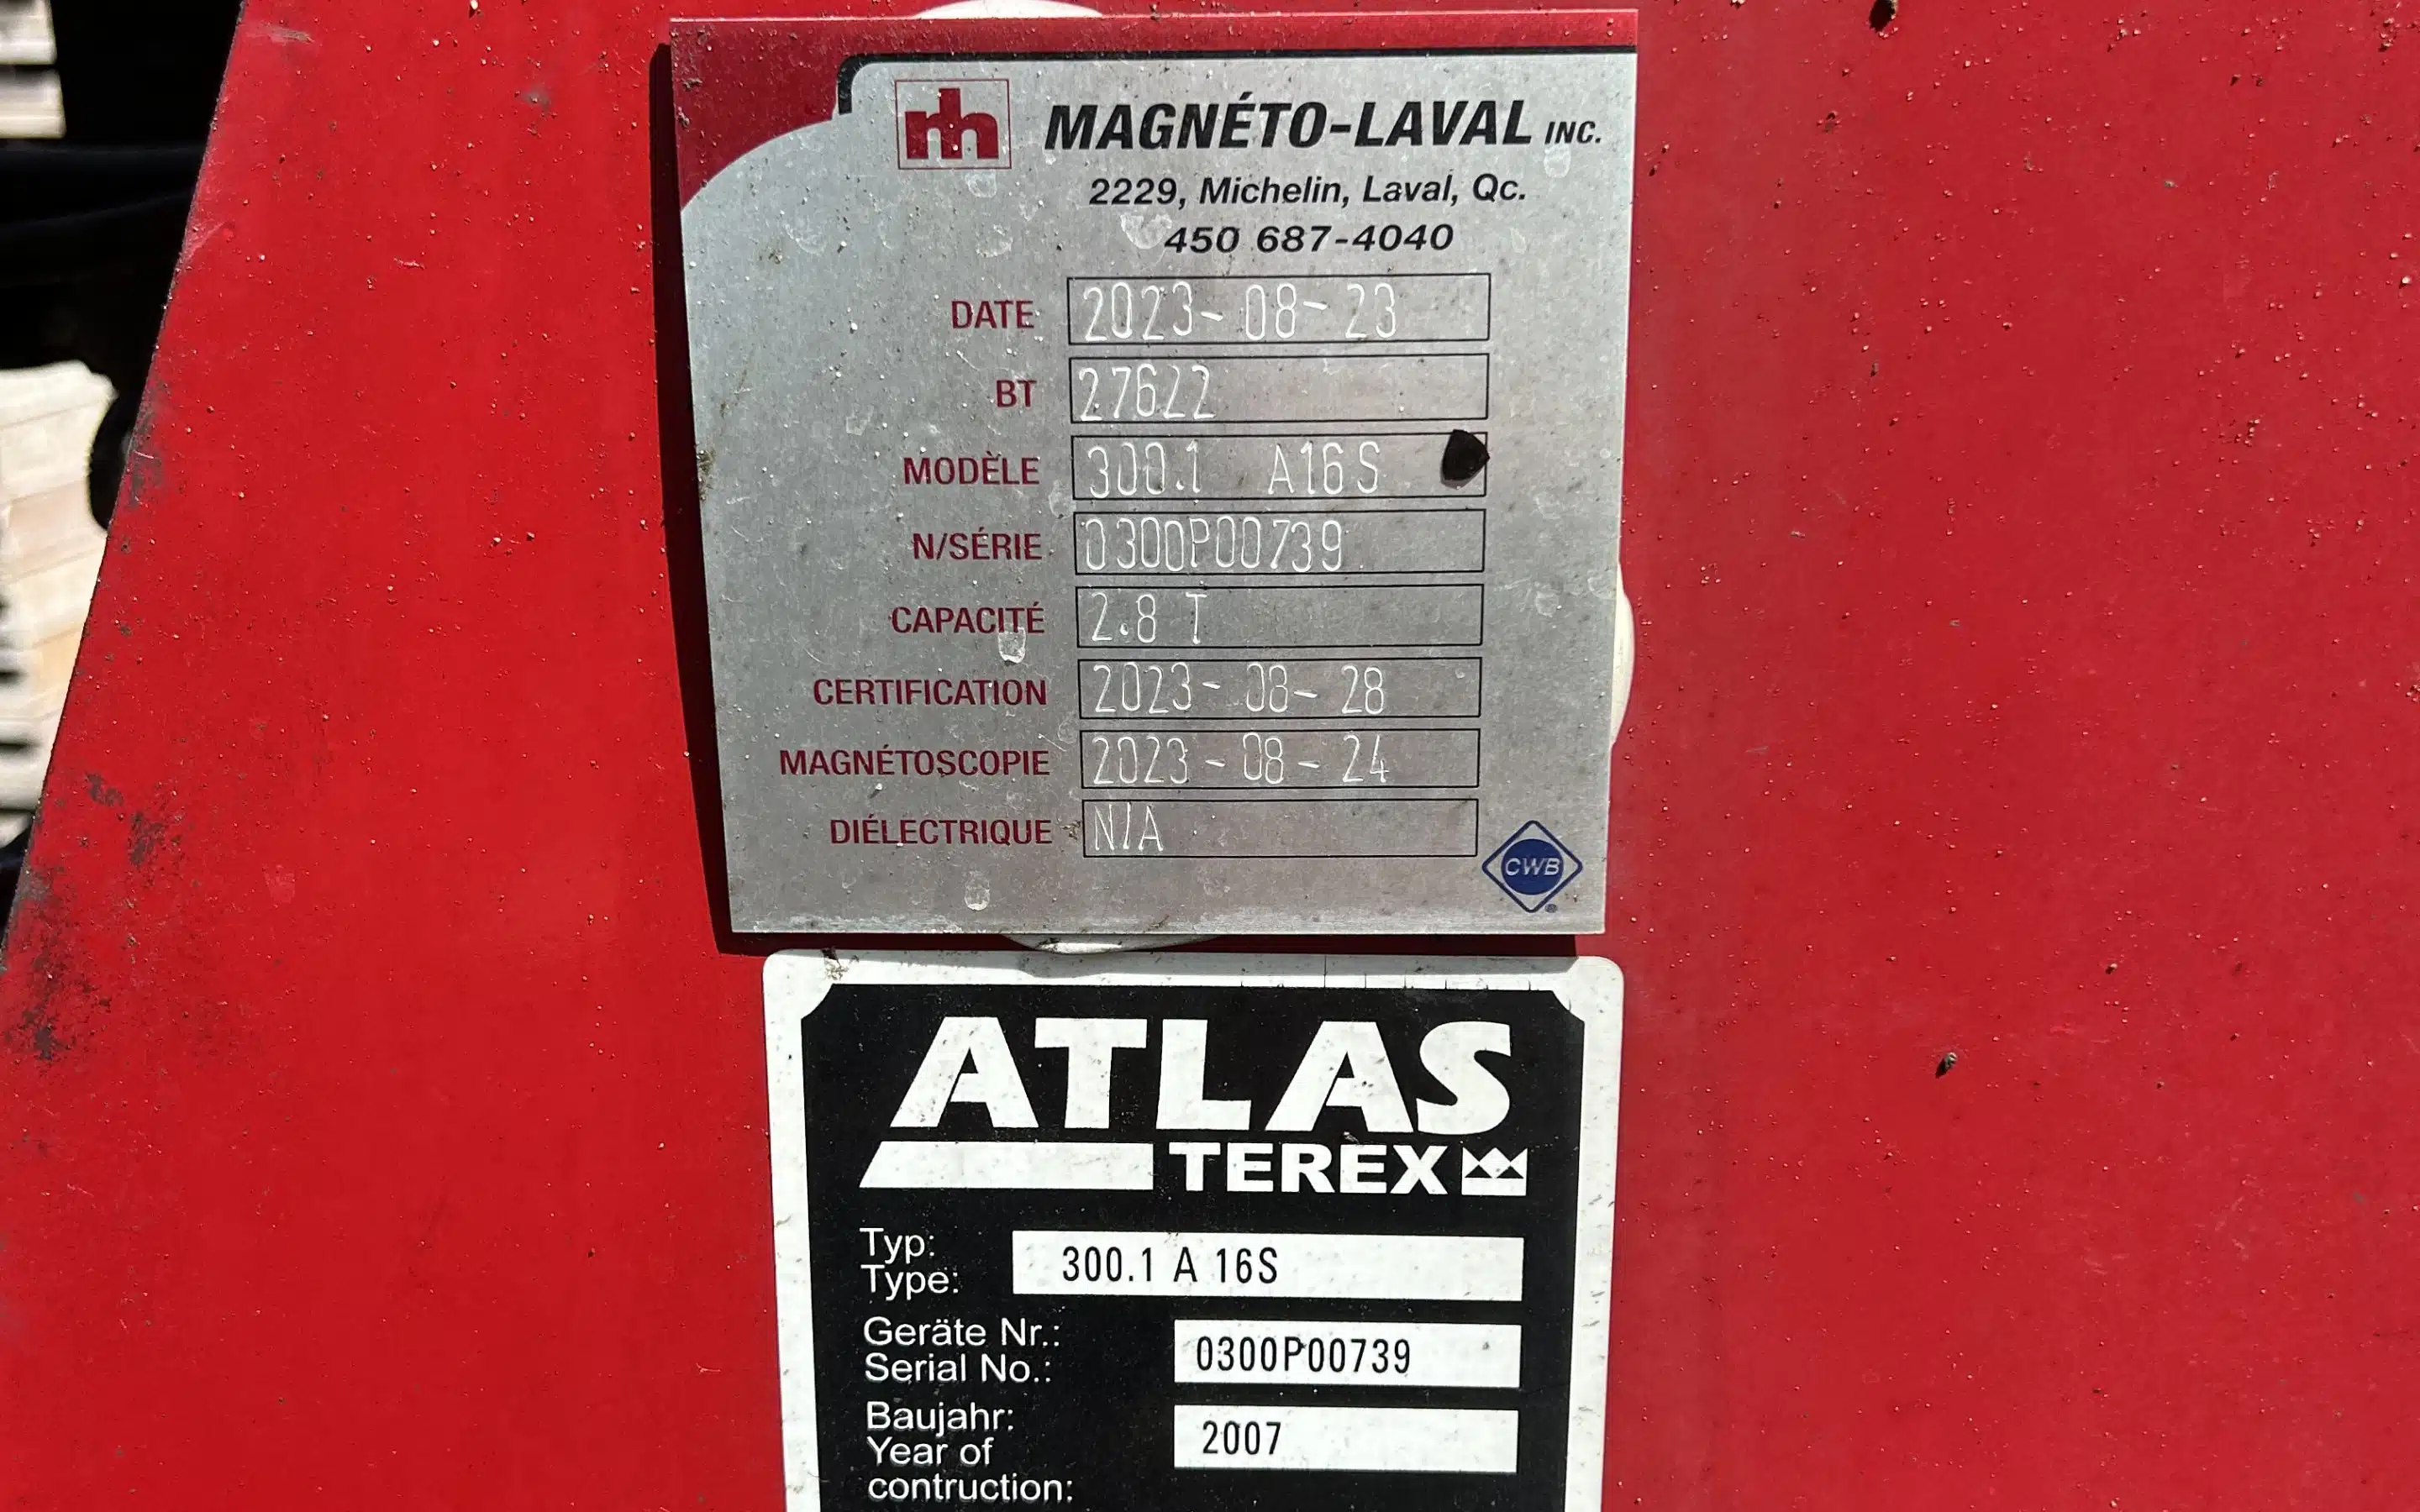 MAGNÉTO-LAVAL INC.
2229, Michelin, Laval, Qc.
450 687-4040
DATE 2023-08-23
BT 27622
MODÈLE 300.1 A16S
N/SÉRIE 0300P00739
CAPACITÉ 2.8 T
CERTIFICATION 2023-08-28
MAGNÉTOSCOPIE 2023-08-24
DIÉLECTRIQUE N/A
CWB
ATLAS
TEREX
Typ:
Type: 300.1 A 16S
Geräte Nr.:
Serial No.: 0300P00739
Baujahr:
Year of 2007
contruction: